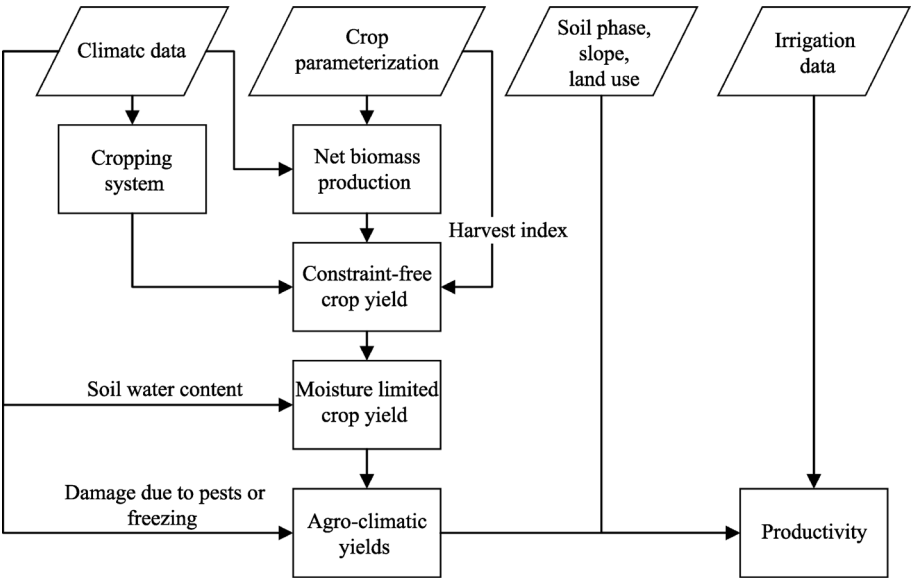 Climatc data
Crop
parameterization
Soil phase,
slope,
land use
Irrigation
data
Cropping
system
Net biomass
production
Harvest index
Constraint-free
crop yield
Soil water content
Moisture limited
crop yield
Damage due to pests or
freezing
Agro-climatic
yields
Productivity